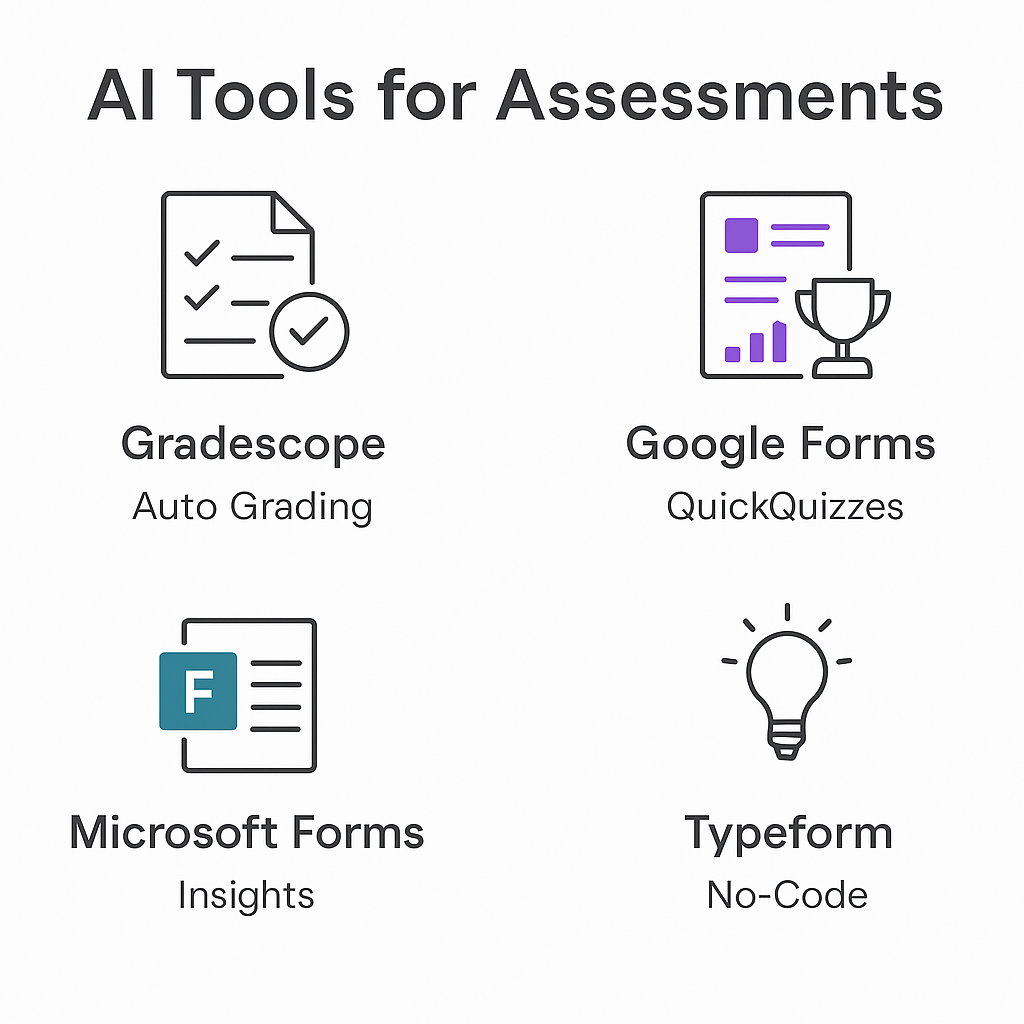 AI Tools for Assessments
Gradescope
Auto Grading
Google Forms
QuickQuizzes
F
Microsoft Forms
Insights
Typeform
No-Code